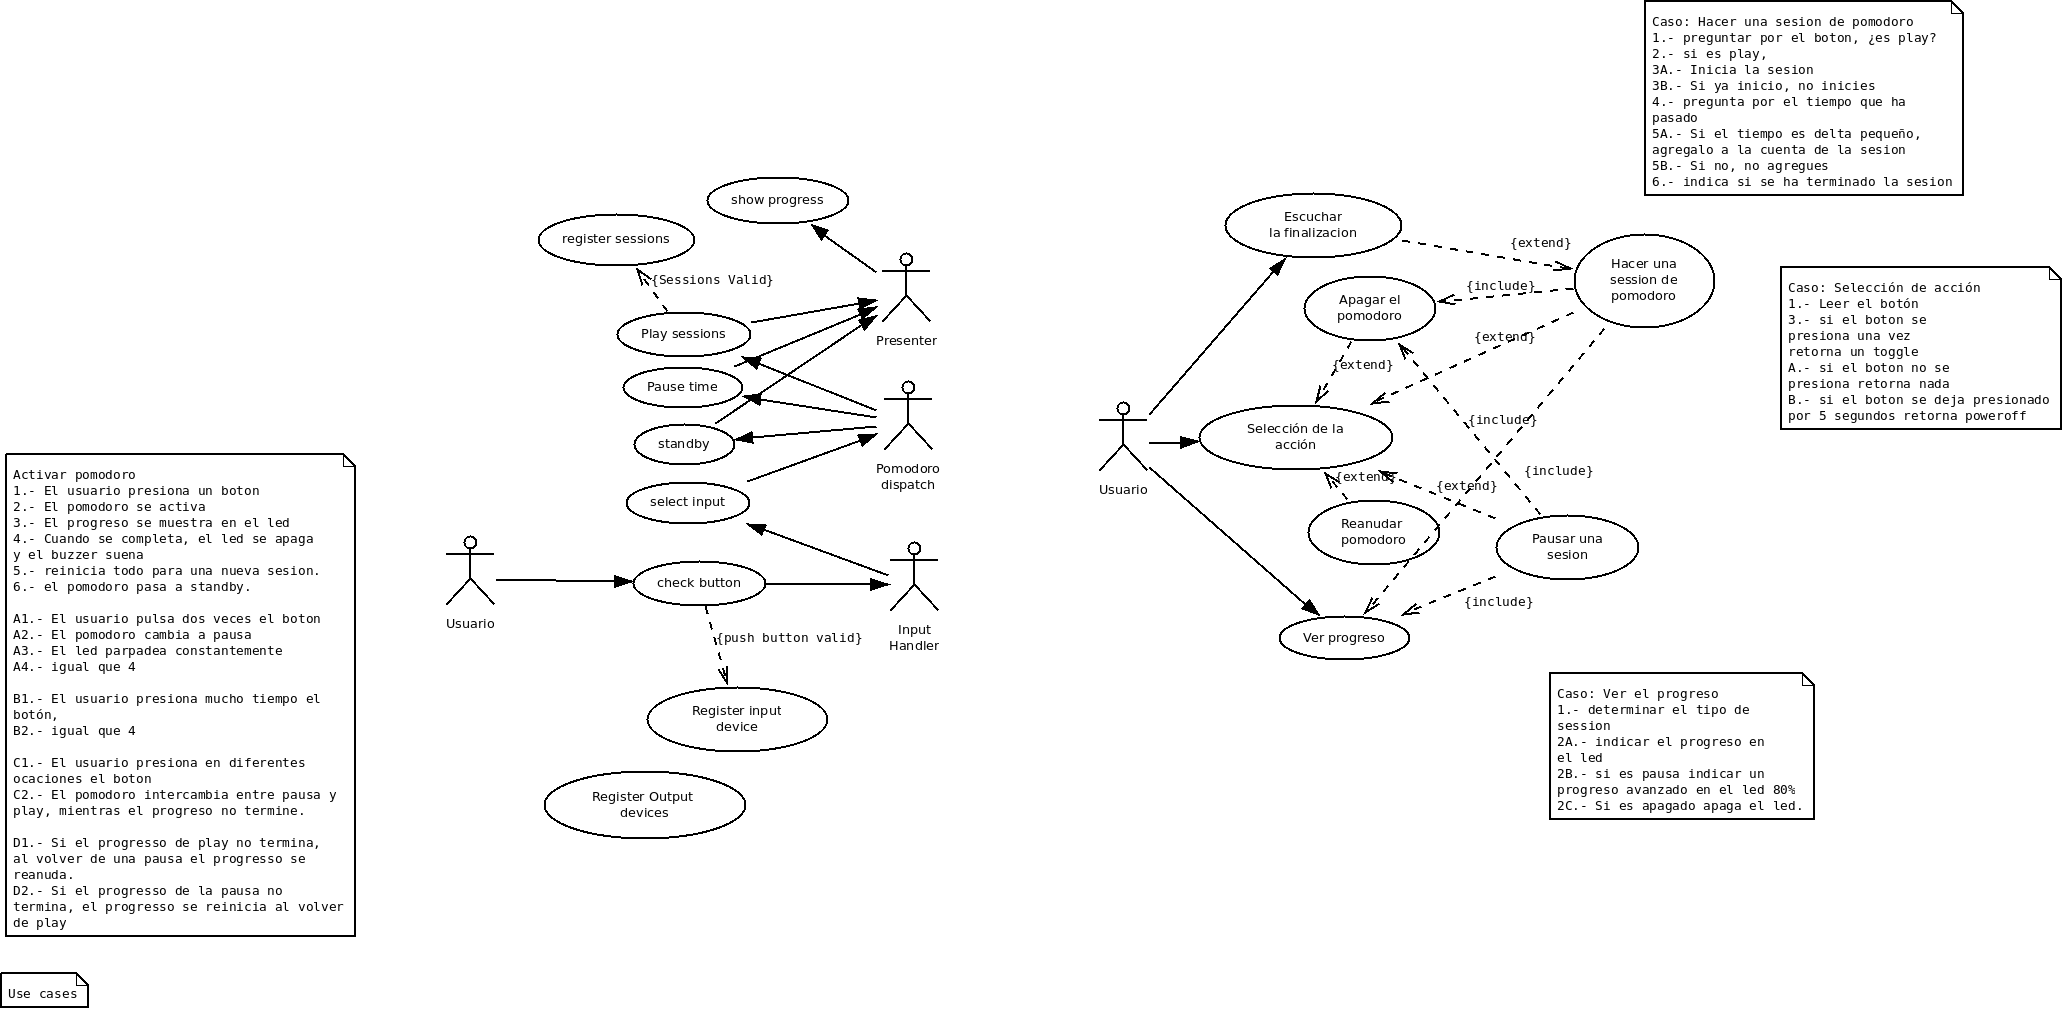 Caso: Hacer una sesion de pomodoro
1.- preguntar por el boton, ¿es play?
2.- si es play,
3A.- Inicia la sesion
3B.- Si ya inicio, no inicies
4.- pregunta por el tiempo que ha
pasado
5A.- Si el tiempo es delta pequeño,
agregalo a la cuenta de la sesion
5B.- Si no, no agregues
6.- indica si se ha terminado la sesion
show progress
register sessions
{Sessions Valid}
Play sessions
Presenter
Pause time
standby
Pomodoro
dispatch
select input
Usuario
check button
Input
Handler
{push button valid}
Register input
device
Register Output
devices
Escuchar
la finalizacion
{extend}
Hacer una
session de
pomodoro
{include}
Apagar el
pomodoro
{extend}
{extend}
Selección de la
acción
{include}
Usuario
{extend}
{extend}
{include}
Reanudar
pomodoro
Pausar una
sesion
{include}
Ver progreso
Caso: Selección de acción
1.- Leer el botón
3.- si el boton se
presiona una vez
retorna un toggle
A.- si el boton no se
presiona retorna nada
B.- si el boton se deja presionado
por 5 segundos retorna poweroff
Caso: Ver el progreso
1.- determinar el tipo de
session
2A.- indicar el progreso en
el led
2B.- si es pausa indicar un
progreso avanzado en el led 80%
2C.- Si es apagado apaga el led.
Activar pomodoro
1.- El usuario presiona un boton
2.- El pomodoro se activa
3.- El progreso se muestra en el led
4.- Cuando se completa, el led se apaga
y el buzzer suena
5.- reinicia todo para una nueva sesion.
6.- el pomodoro pasa a standby.
A1.- El usuario pulsa dos veces el boton
A2.- El pomodoro cambia a pausa
A3.- El led parpadea constantemente
A4.- igual que 4
B1.- El usuario presiona mucho tiempo el
botón,
B2.- igual que 4
C1.- El usuario presiona en diferentes
ocaciones el boton
C2.- El pomodoro intercambia entre pausa y
play, mientras el progreso no termine.
D1.- Si el progresso de play no termina,
al volver de una pausa el progresso se
reanuda.
D2.- Si el progresso de la pausa no
termina, el progresso se reinicia al volver
de play
Use cases